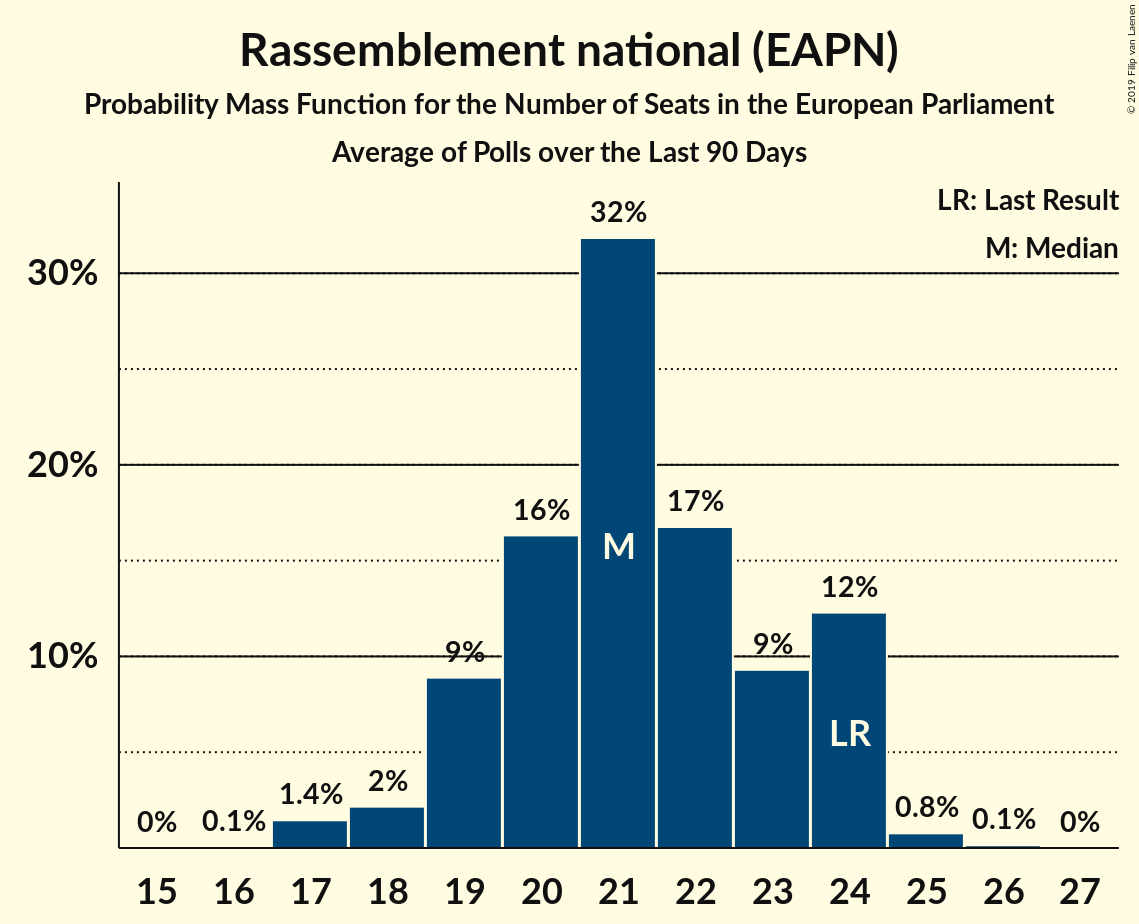 Rassemblement national (EAPN)
Probability Mass Function for the Number of Seats in the European Parliament
Average of Polls over the Last 90 Days
© 2019 Filip van Laenen
LR: Last Result
M: Median
32%
30%
20%
16%
17%
M
12%
10%
9%
9%
LR
0%
0.1%
1.4%
2%
0.8%
0.1%
0%
15 16 17 18 19 20 21 22 23 24 25 26 27